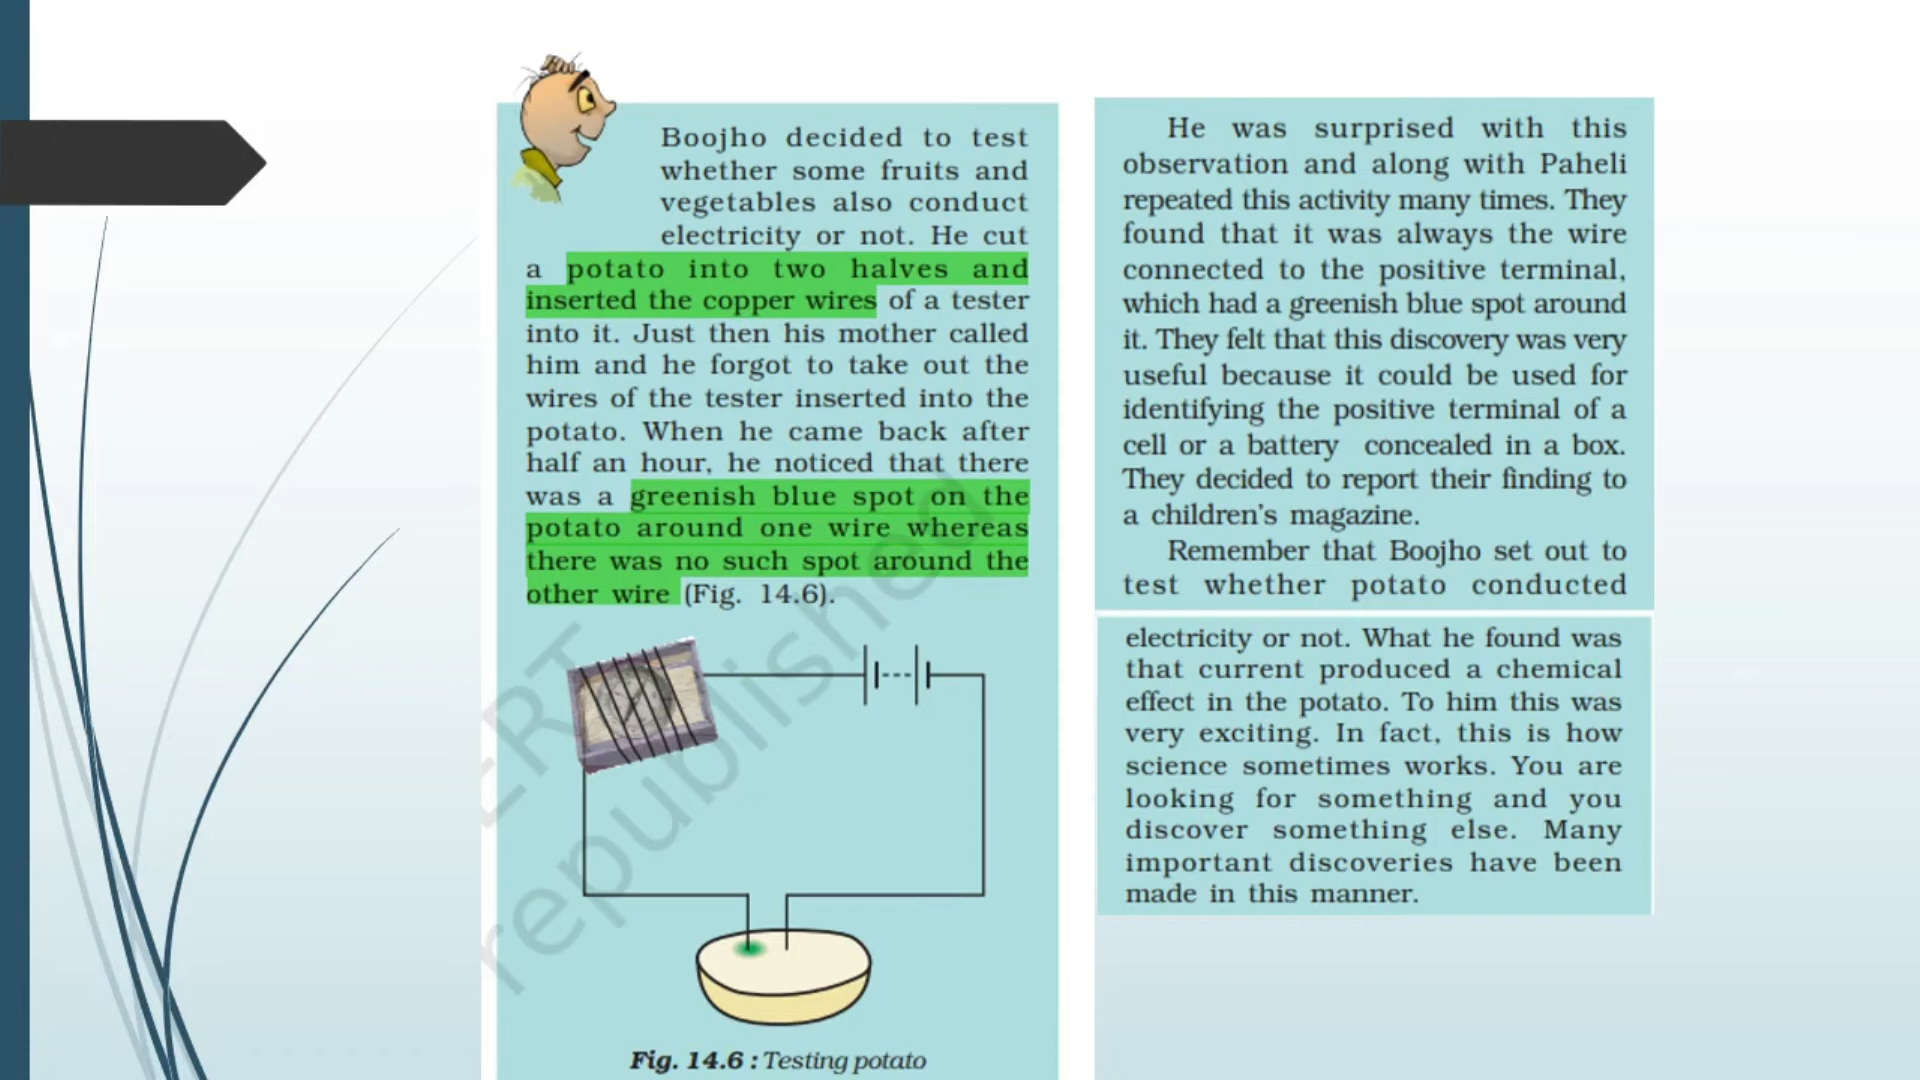 Boojho decided to test
whether some fruits and
vegetables also conduct
electricity or not. He cut
a potato into two halves and
inserted the copper wires of a tester
into it. Just then his mother called
him and he forgot to take out the
wires of the tester inserted into the
potato. When he came back after
half an hour, he noticed that there
was a greenish blue spot on the
potato around one wire whereas
there was no such spot around the
other wire (Fig. 14.6).
ERT
republished
Fig. 14.6 : Testing potato
He was surprised with this
observation and along with Paheli
repeated this activity many times. They
found that it was always the wire
connected to the positive terminal,
which had a greenish blue spot around
it. They felt that this discovery was very
useful because it could be used for
identifying the positive terminal of a
cell or a battery concealed in a box.
They decided to report their finding to
a children's magazine.
Remember that Boojho set out to
test whether potato conducted
electricity or not. What he found was
that current produced a chemical
effect in the potato. To him this was
very exciting. In fact, this is how
science sometimes works. You are
looking for something and you
discover something else. Many
important discoveries have been
made in this manner.